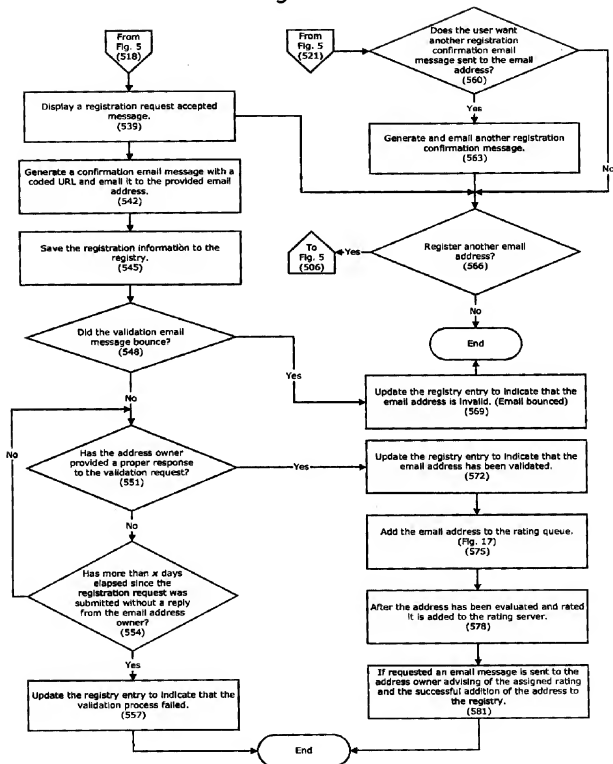 From
Fig. 5
(518)
Display a registration request accepted
message.
(539)
Generate a confirmation email message with a
coded URL and email it to the provided email
address.
(542)
Save the registration information to the
registry.
(545)
Did the validation email
message bounce?
(548)
Yes
No
No
Has the address owner
provided a proper response
to the validation request?
(551)
Yes
No
Has more than x days
elapsed since the
registration request was
submitted without a reply
from the email address
owner?
(554)
Yes
Update the registry entry to indicate that the
validation process failed.
(557)
From
Fig. 5
(521)
Does the user want
another registration
confirmation email
message sent to the email
address?
(560)
Yes
No
Generate and email another registration
confirmation message.
(563)
Register another email
address?
(566)
Yes
To
Fig. 5
(506)
No
End
Update the registry entry to indicate that the
email address is invalid. (Email bounced)
(569)
Update the registry entry to indicate that the
email address has been validated.
(572)
Add the email address to the rating queue.
(Fig. 17)
(575)
After the address has been evaluated and rated
it is added to the rating server.
(578)
If requested an email message is sent to the
address owner advising of the assigned rating
and the successful addition of the address to
the registry.
(581)
End